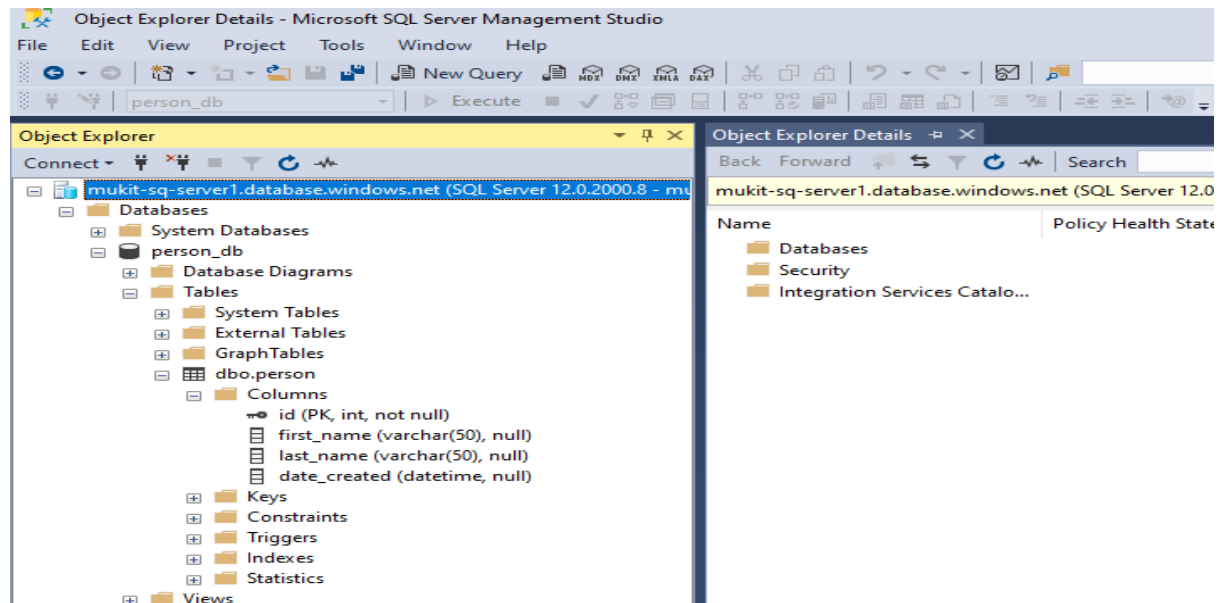 Object Explorer Details - Microsoft SQL Server Management Studio
File Edit View Project Tools Window Help
New Query MDX DMX XMLA DAX
person_db Execute
Object Explorer
Connect
mukit-sq-server1.database.windows.net (SQL Server 12.0.2000.8 - mu
Databases
System Databases
person_db
Database Diagrams
Tables
System Tables
External Tables
GraphTables
dbo.person
Columns
id (PK, int, not null)
first_name (varchar(50), null)
last_name (varchar(50), null)
date_created (datetime, null)
Keys
Constraints
Triggers
Indexes
Statistics
Views
Object Explorer Details
Back Forward Search
mukit-sq-server1.database.windows.net (SQL Server 12.0
Name Policy Health State
Databases
Security
Integration Services Catalo...